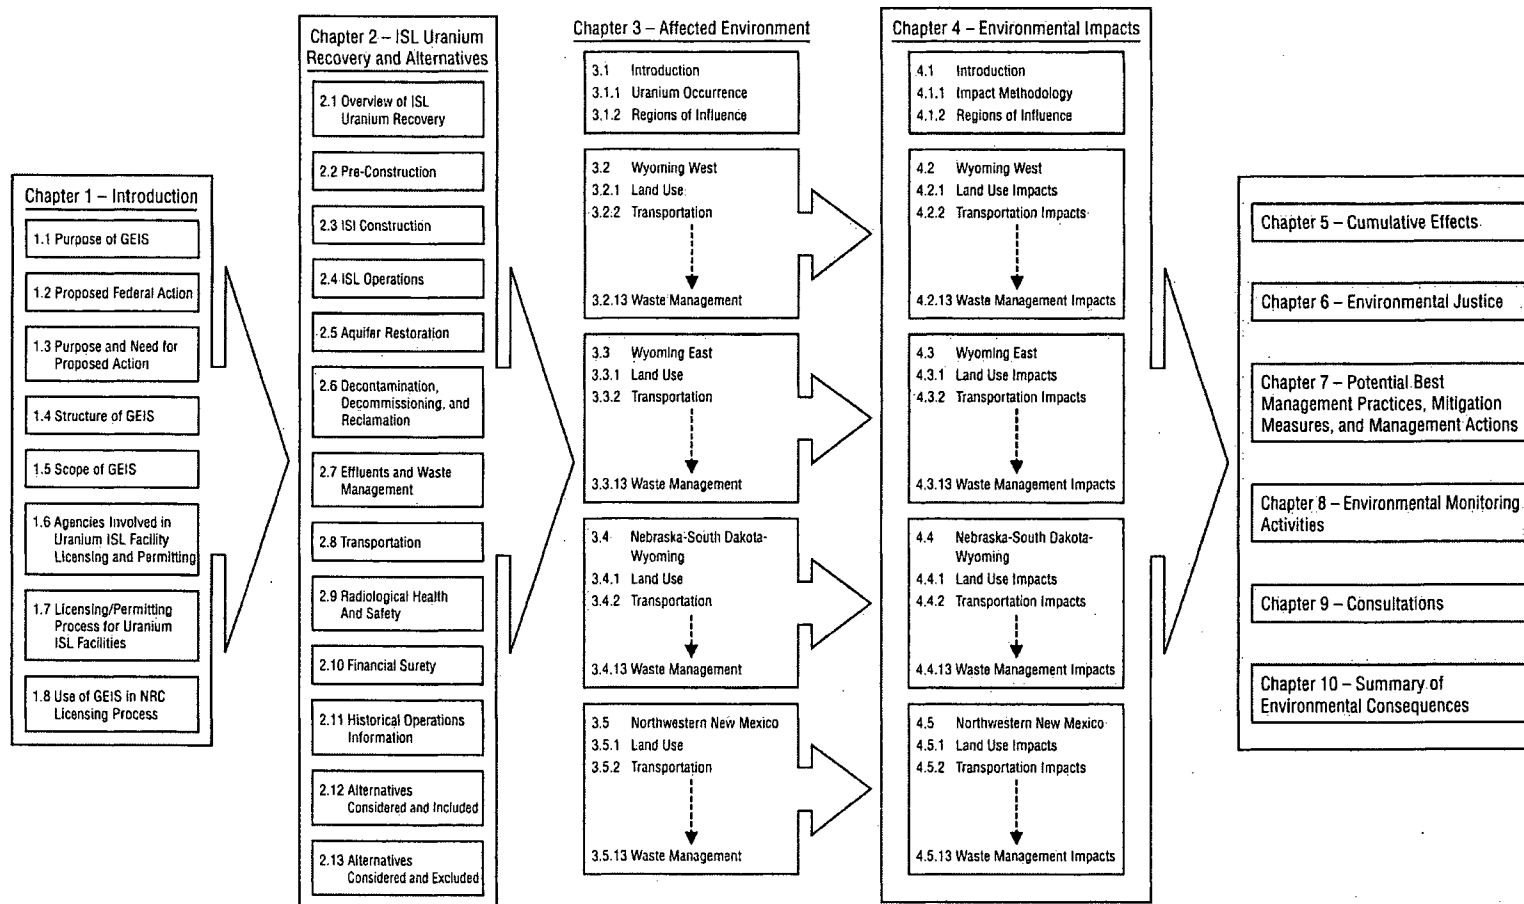 Chapter 1 – Introduction
1.1 Purpose of GEIS
1.2 Proposed Federal Action
1.3 Purpose and Need for
Proposed Action
1.4 Structure of GEIS
1.5 Scope of GEIS
1.6 Agencies Involved in
Uranium ISL Facility
Licensing and Permitting
1.7 Licensing/Permitting
Process for Uranium
ISL Facilities
1.8 Use of GEIS in NRC
Licensing Process
Chapter 2 – ISL Uranium
Recovery and Alternatives
2.1 Overview of ISL
Uranium Recovery
2.2 Pre-Construction
2.3 ISl Construction
2.4 ISL Operations
2.5 Aquifer Restoration
2.6 Decontamination,
Decommissioning, and
Reclamation
2.7 Effluents and Waste
Management
2.8 Transportation
2.9 Radiological Health
And Safety
2.10 Financial Surety
2.11 Historical Operations
Information
2.12 Alternatives
Considered and Included
2.13 Alternatives
Considered and Excluded
Chapter 3 – Affected Environment
3.1 Introduction
3.1.1 Uranium Occurrence
3.1.2 Regions of Influence
3.2 Wyoming West
3.2.1 Land Use
3.2.2 Transportation
3.2.13 Waste Management
3.3 Wyoming East
3.3.1 Land Use
3.3.2 Transportation
3.3.13 Waste Management
3.4 Nebraska-South Dakota-
Wyoming
3.4.1 Land Use
3.4.2 Transportation
3.4.13 Waste Management
3.5 Northwestern New Mexico
3.5.1 Land Use
3.5.2 Transportation
3.5.13 Waste Management
Chapter 4 – Environmental Impacts
4.1 Introduction
4.1.1 Impact Methodology
4.1.2 Regions of Influence
4.2 Wyoming West
4.2.1 Land Use Impacts
4.2.2 Transportation Impacts
4.2.13 Waste Management Impacts
4.3 Wyoming East
4.3.1 Land Use Impacts
4.3.2 Transportation Impacts
4.3.13 Waste Management Impacts
4.4 Nebraska-South Dakota-
Wyoming
4.4.1 Land Use Impacts
4.4.2 Transportation Impacts
4.4.13 Waste Management Impacts
4.5 Northwestern New Mexico
4.5.1 Land Use Impacts
4.5.2 Transportation Impacts
4.5.13 Waste Management Impacts
Chapter 5 – Cumulative Effects
Chapter 6 – Environmental Justice
Chapter 7 – Potential Best
Management Practices, Mitigation
Measures, and Management Actions
Chapter 8 – Environmental Monitoring
Activities
Chapter 9 – Consultations
Chapter 10 – Summary of
Environmental Consequences